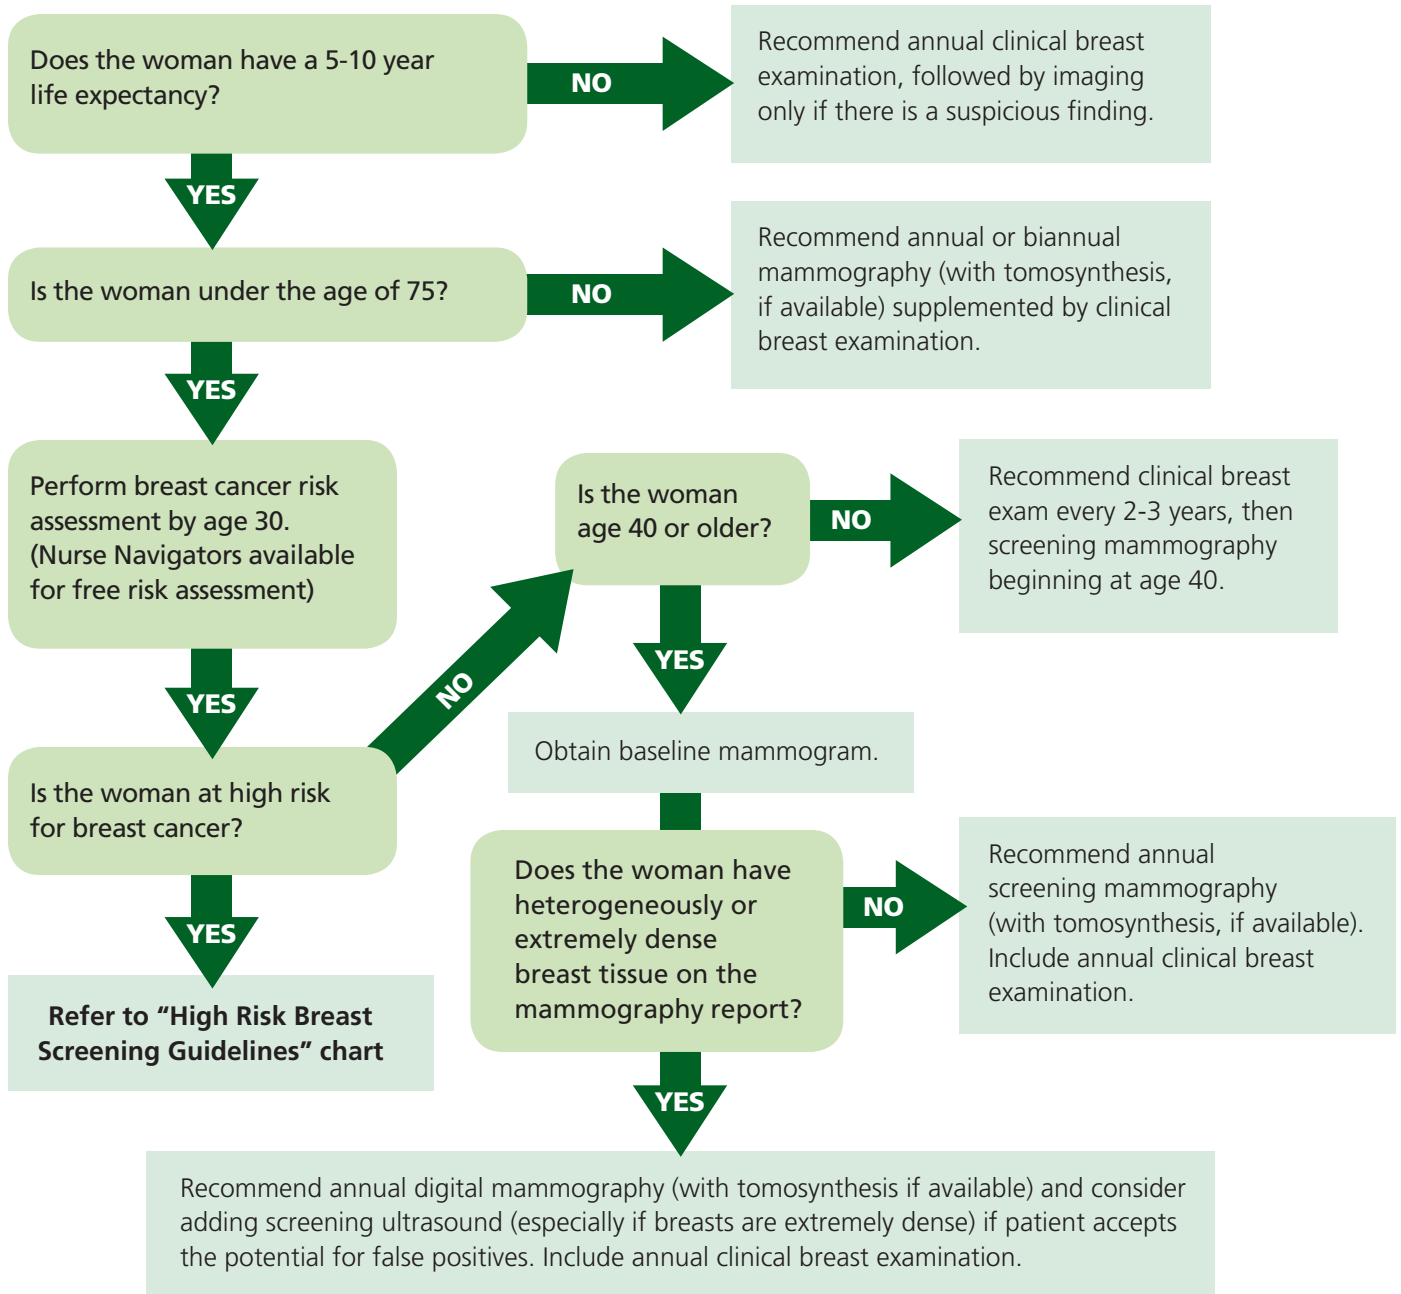 Does the woman have a 5-10 year
life expectancy?
NO
Recommend annual clinical breast
examination, followed by imaging
only if there is a suspicious finding.
YES
Is the woman under the age of 75?
NO
Recommend annual or biannual
mammography (with tomosynthesis,
if available) supplemented by clinical
breast examination.
YES
Perform breast cancer risk
assessment by age 30.
(Nurse Navigators available
for free risk assessment)
YES
Is the woman at high risk
for breast cancer?
YES
Refer to “High Risk Breast
Screening Guidelines” chart
NO
Is the woman
age 40 or older?
NO
Recommend clinical breast
exam every 2-3 years, then
screening mammography
beginning at age 40.
YES
Obtain baseline mammogram.
Does the woman have
heterogeneously or
extremely dense
breast tissue on the
mammography report?
NO
Recommend annual
screening mammography
(with tomosynthesis, if available).
Include annual clinical breast
examination.
YES
Recommend annual digital mammography (with tomosynthesis if available) and consider
adding screening ultrasound (especially if breasts are extremely dense) if patient accepts
the potential for false positives. Include annual clinical breast examination.